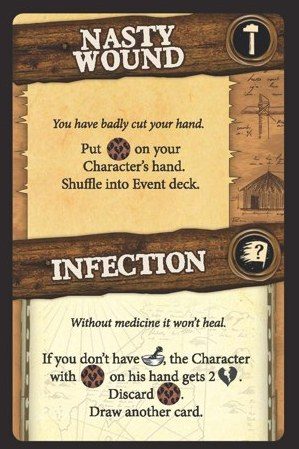 NASTY
WOUND
You have badly cut your hand.
Put on your
Character's hand.
Shuffle into Event deck.
?
INFECTION
Without medicine it won't heal.
If you don't have , the Character
with on his hand gets 2 .
Discard .
Draw another card.